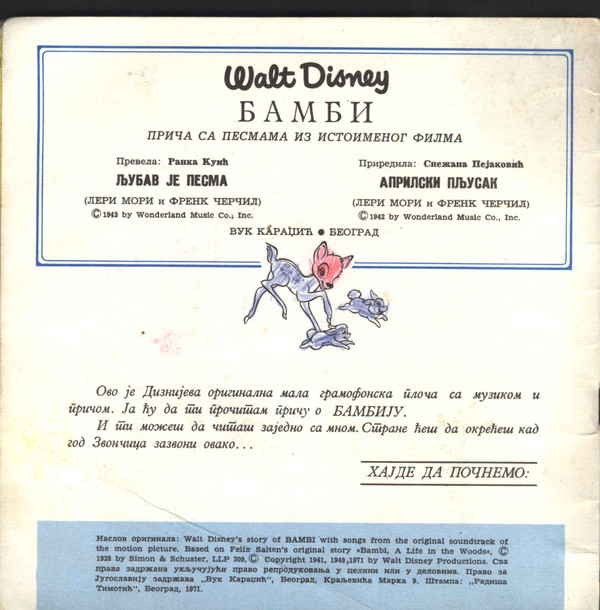 Walt Disney
БАМБИ
ПРИЧА СА ПЕСМАМА ИЗ ИСТОИМЕНОГ ФИЛМА
Превела: Ранка Куић
ЉУБАВ ЈЕ ПЕСМА
(ЛЕРИ МОРИ и ФРЕНК ЧЕРЧИЛ)
© 1943 by Wonderland Music Co., Inc.
Приредила: Снежана Пејаковић
АПРИЛСКИ ПЉУСАК
(ЛЕРИ МОРИ и ФРЕНК ЧЕРЧИЛ)
© 1942 by Wonderland Music Co., Inc.
ВУК КАРАЏИЋ ● БЕОГРАД
Ово је Дизнијева оригинална мала грамофонска плоча са музиком и
причом. Ја ћу да ти прочитам причу о БАМБИЈУ.
И ти можеш да читаш заједно са мном. Стране ћеш да окрећеш кад
год Звончица зазвони овако...
ХАЈДЕ ДА ПОЧНЕМО:
Наслов оригинала: Walt Disney's story of BAMBI with songs from the original soundtrack of
the motion picture. Based on Felix Salten's original story »Bambi, A Life in the Woods«, ©
1928 by Simon & Schuster, LLP 309, © Copyright 1941, 1948, 1971 by Walt Disney Productions. Сва
права задржана укључујући право репродуковања у целини или у деловима. Право за
Југославију задржава „Вук Караџић“, Београд, Краљевића Марка 9. Штампа: „Радиша
Тимотић“, Београд, 1971.